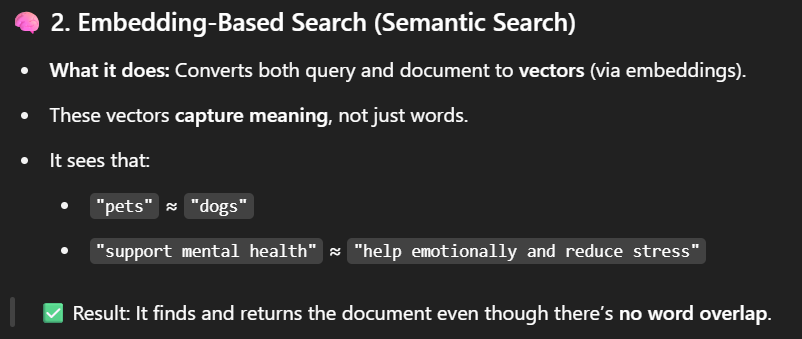 🧠 2. Embedding-Based Search (Semantic Search)
• What it does: Converts both query and document to vectors (via embeddings).
• These vectors capture meaning, not just words.
• It sees that:
• "pets" ≈ "dogs"
• "support mental health" ≈ "help emotionally and reduce stress"
✅ Result: It finds and returns the document even though there’s no word overlap.